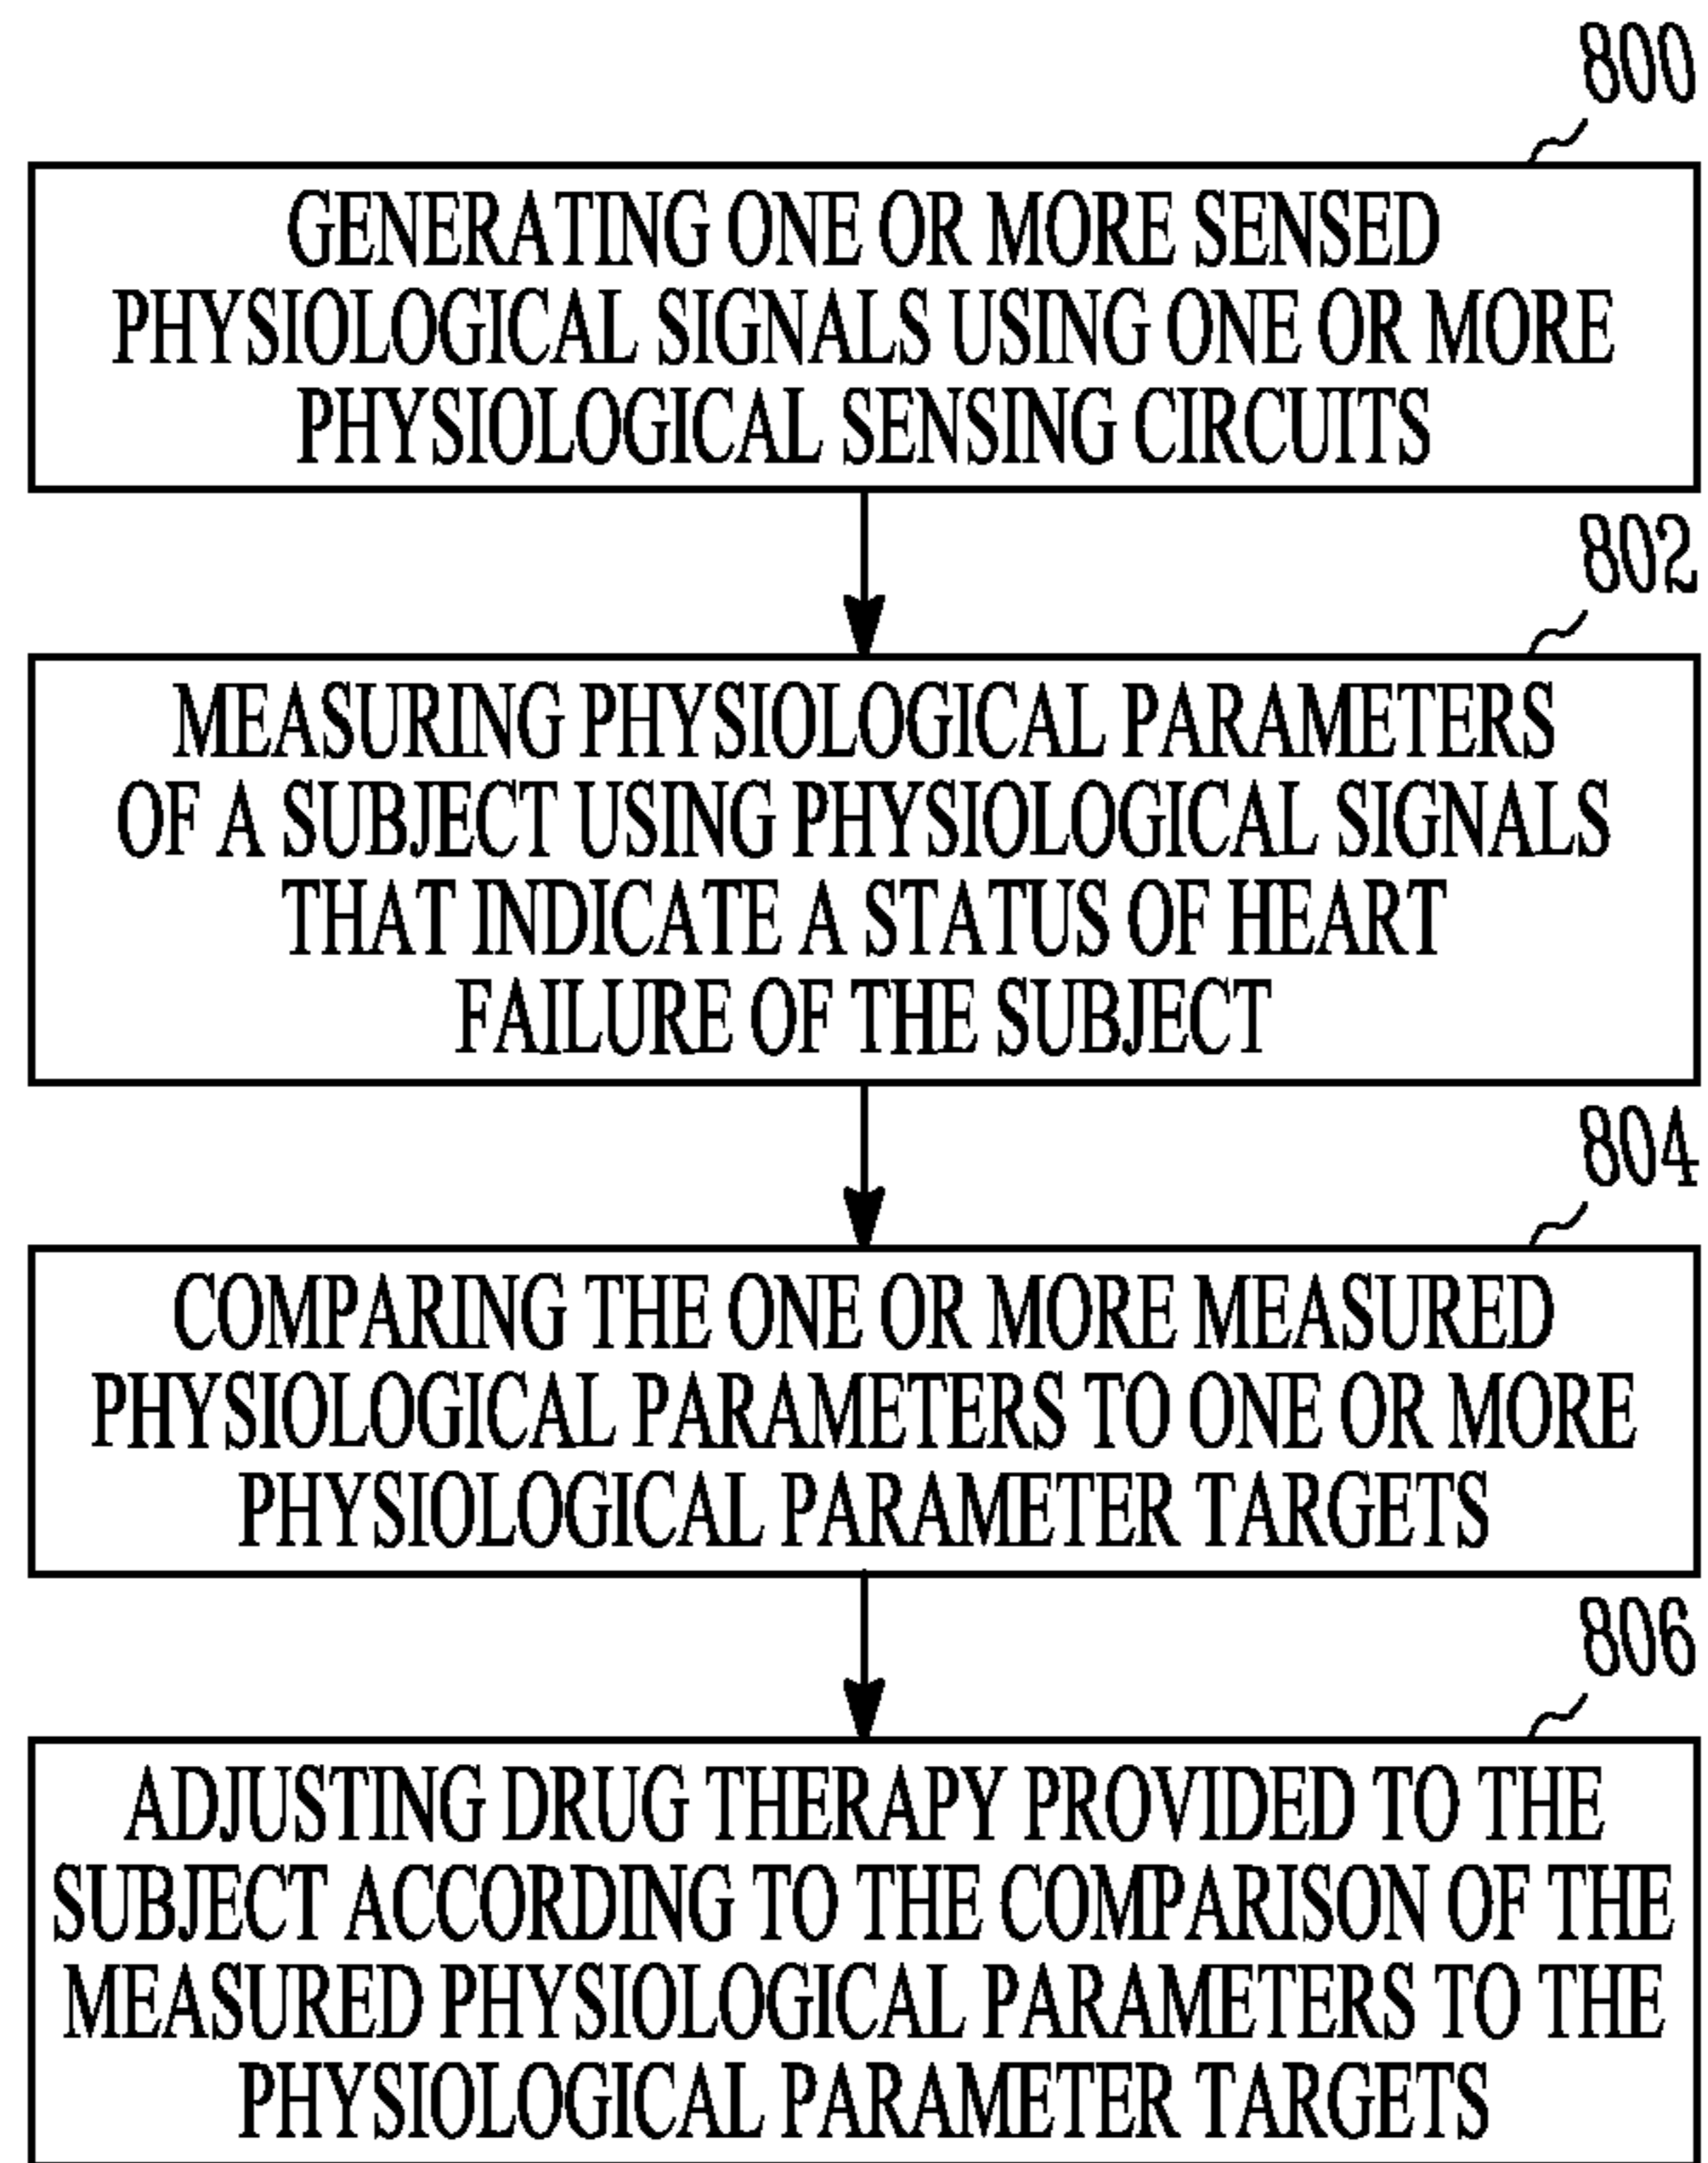 800
GENERATING ONE OR MORE SENSED
PHYSIOLOGICAL SIGNALS USING ONE OR MORE
PHYSIOLOGICAL SENSING CIRCUITS
802
MEASURING PHYSIOLOGICAL PARAMETERS
OF A SUBJECT USING PHYSIOLOGICAL SIGNALS
THAT INDICATE A STATUS OF HEART
FAILURE OF THE SUBJECT
804
COMPARING THE ONE OR MORE MEASURED
PHYSIOLOGICAL PARAMETERS TO ONE OR MORE
PHYSIOLOGICAL PARAMETER TARGETS
806
ADJUSTING DRUG THERAPY PROVIDED TO THE
SUBJECT ACCORDING TO THE COMPARISON OF THE
MEASURED PHYSIOLOGICAL PARAMETERS TO THE
PHYSIOLOGICAL PARAMETER TARGETS